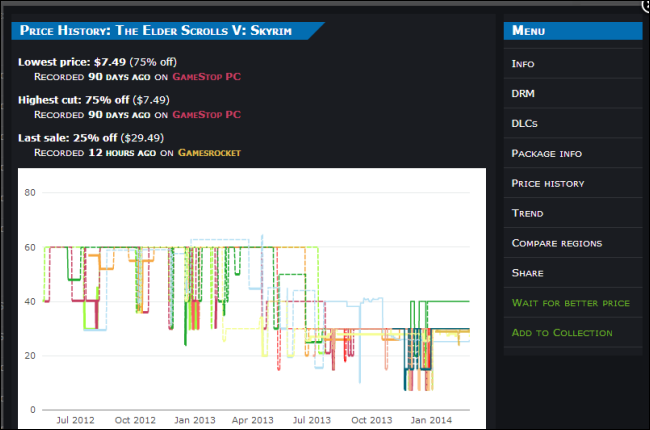 Price History: The Elder Scrolls V: Skyrim
Lowest price: $7.49 (75% off)
Recorded 90 days ago on GameStop PC
Highest cut: 75% off ($7.49)
Recorded 90 days ago on GameStop PC
Last sale: 25% off ($29.49)
Recorded 12 hours ago on Gamesrocket
80
60
40
20
0
Jul 2012 Oct 2012 Jan 2013 Apr 2013 Jul 2013 Oct 2013 Jan 2014
Menu
Info
DRM
DLCs
Package info
Price history
Trend
Compare regions
Share
Wait for better price
Add to Collection